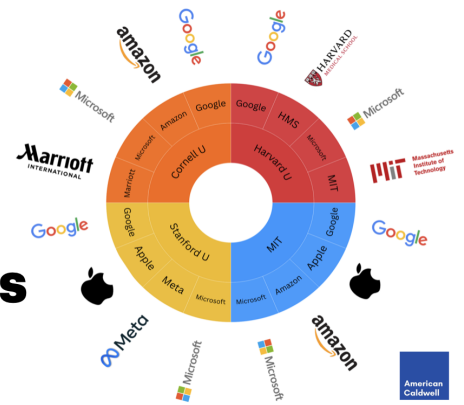 Google
Google
amazon
HARVARD
MEDICAL SCHOOL
Microsoft
Microsoft
Google
Google
Amazon
HMS
Microsoft
Microsoft
Cornell U
Harvard U
Marriott
INTERNATIONAL
Marriott
MIT
Massachusetts
Institute of
Technology
Google
Google
Google
Google
Stanford U
MIT
Apple
Apple
S
Meta
Amazon
Microsoft
Microsoft
Meta
Microsoft
Microsoft
amazon
American
Caldwell